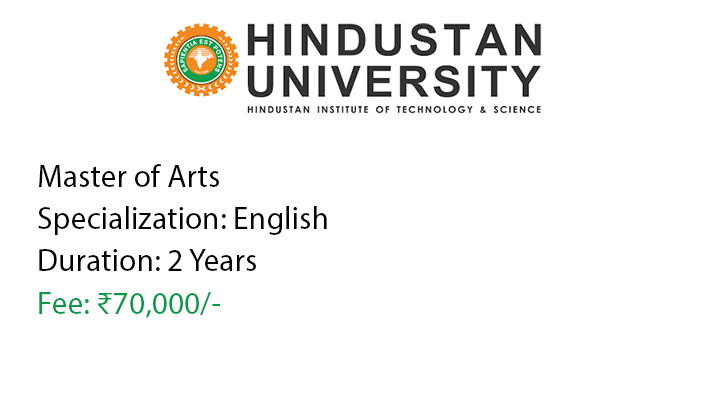 SAPIENTIA EST POTENS
HINDUSTAN
UNIVERSITY
HINDUSTAN INSTITUTE OF TECHNOLOGY & SCIENCE
Master of Arts
Specialization: English
Duration: 2 Years
Fee: ₹70,000/-